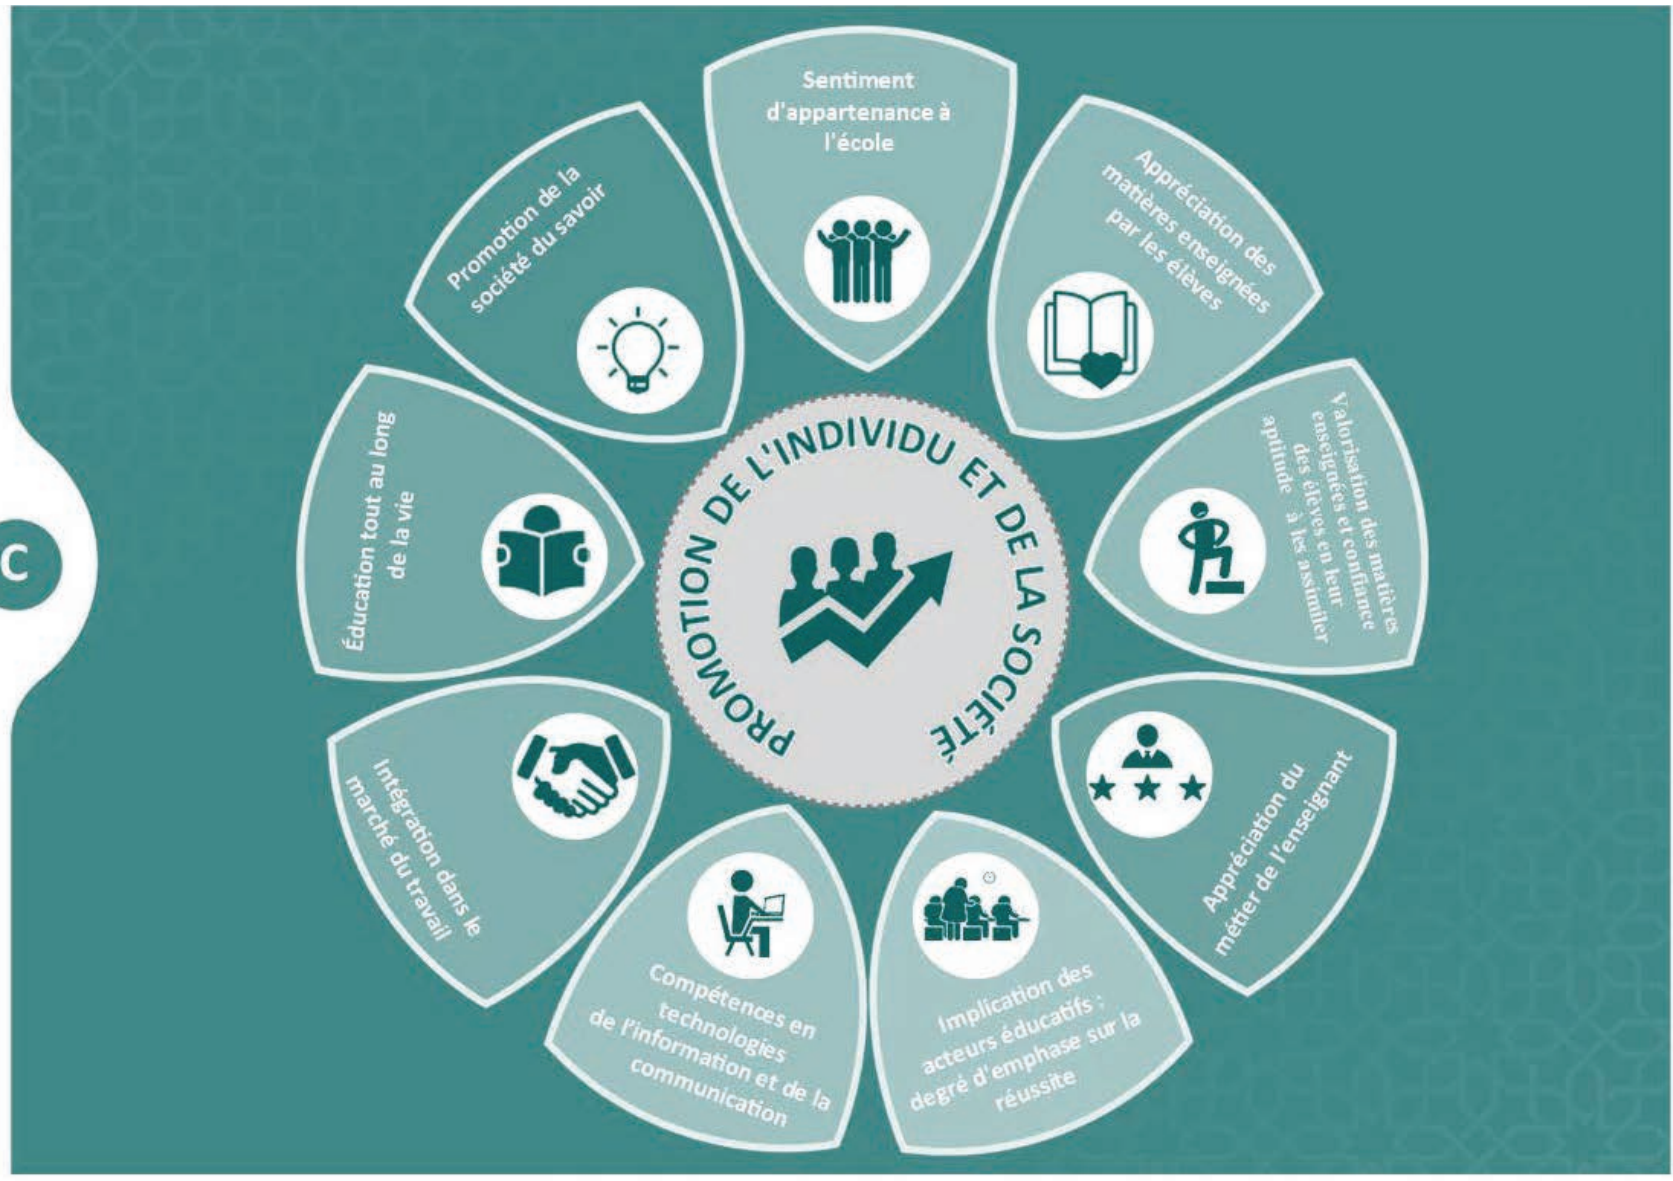 C
Sentiment
d'appartenance à
l'école
Appréciation des
matières enseignées
par les élèves
Valorisation des matières
enseignées et confiance
des élèves en leur
aptitude à les assimiler
Appréciation du
métier de l'enseignant
Implication des
acteurs éducatifs :
degré d'emphase sur la
réussite
Compétences en
technologies
de l'information et de la
communication
Intégration dans le
marché du travail
Éducation tout au long
de la vie
Promotion de la
société du savoir
PROMOTION DE L'INDIVIDU ET DE LA SOCIÉTÉ